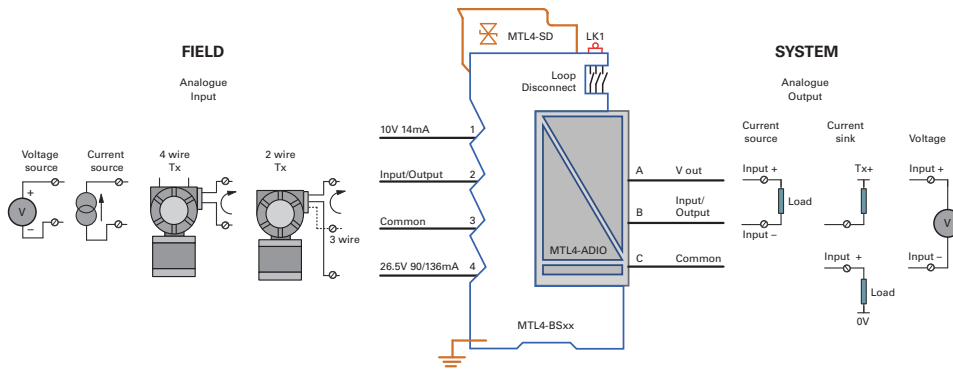 MTL4-SD
LK1
FIELD
SYSTEM
Analogue
Input
Loop
Disconnect
Analogue
Output
Voltage
source
Current
source
4 wire
Tx
2 wire
Tx
+
V
–
3 wire
10V 14mA
1
Input/Output
2
Common
3
26.5V 90/136mA
4
MTL4-ADIO
MTL4-BSxx
A
V out
B
Input/
Output
C
Common
Current
source
Current
sink
Voltage
Input +
Load
Input –
Tx+
Input +
Load
0V
Input +
V
Input –